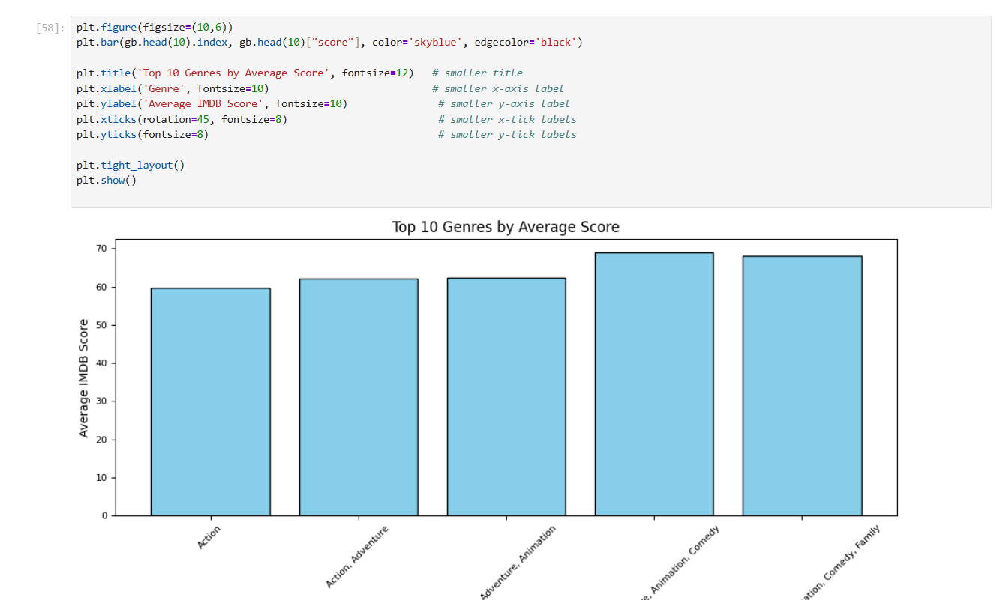 [58]:
plt.figure(figsize=(10,6))
plt.bar(gb.head(10).index, gb.head(10)["score"], color='skyblue', edgecolor='black')
plt.title('Top 10 Genres by Average Score', fontsize=12)   # smaller title
plt.xlabel('Genre', fontsize=10)                           # smaller x-axis label
plt.ylabel('Average IMDB Score', fontsize=10)               # smaller y-axis label
plt.xticks(rotation=45, fontsize=8)                         # smaller x-tick labels
plt.yticks(fontsize=8)                                      # smaller y-tick labels
plt.tight_layout()
plt.show()
Top 10 Genres by Average Score
Average IMDB Score
70
60
50
40
30
20
10
0
Action
Action, Adventure
Adventure, Animation
, Animation, Comedy
, Comedy, Family